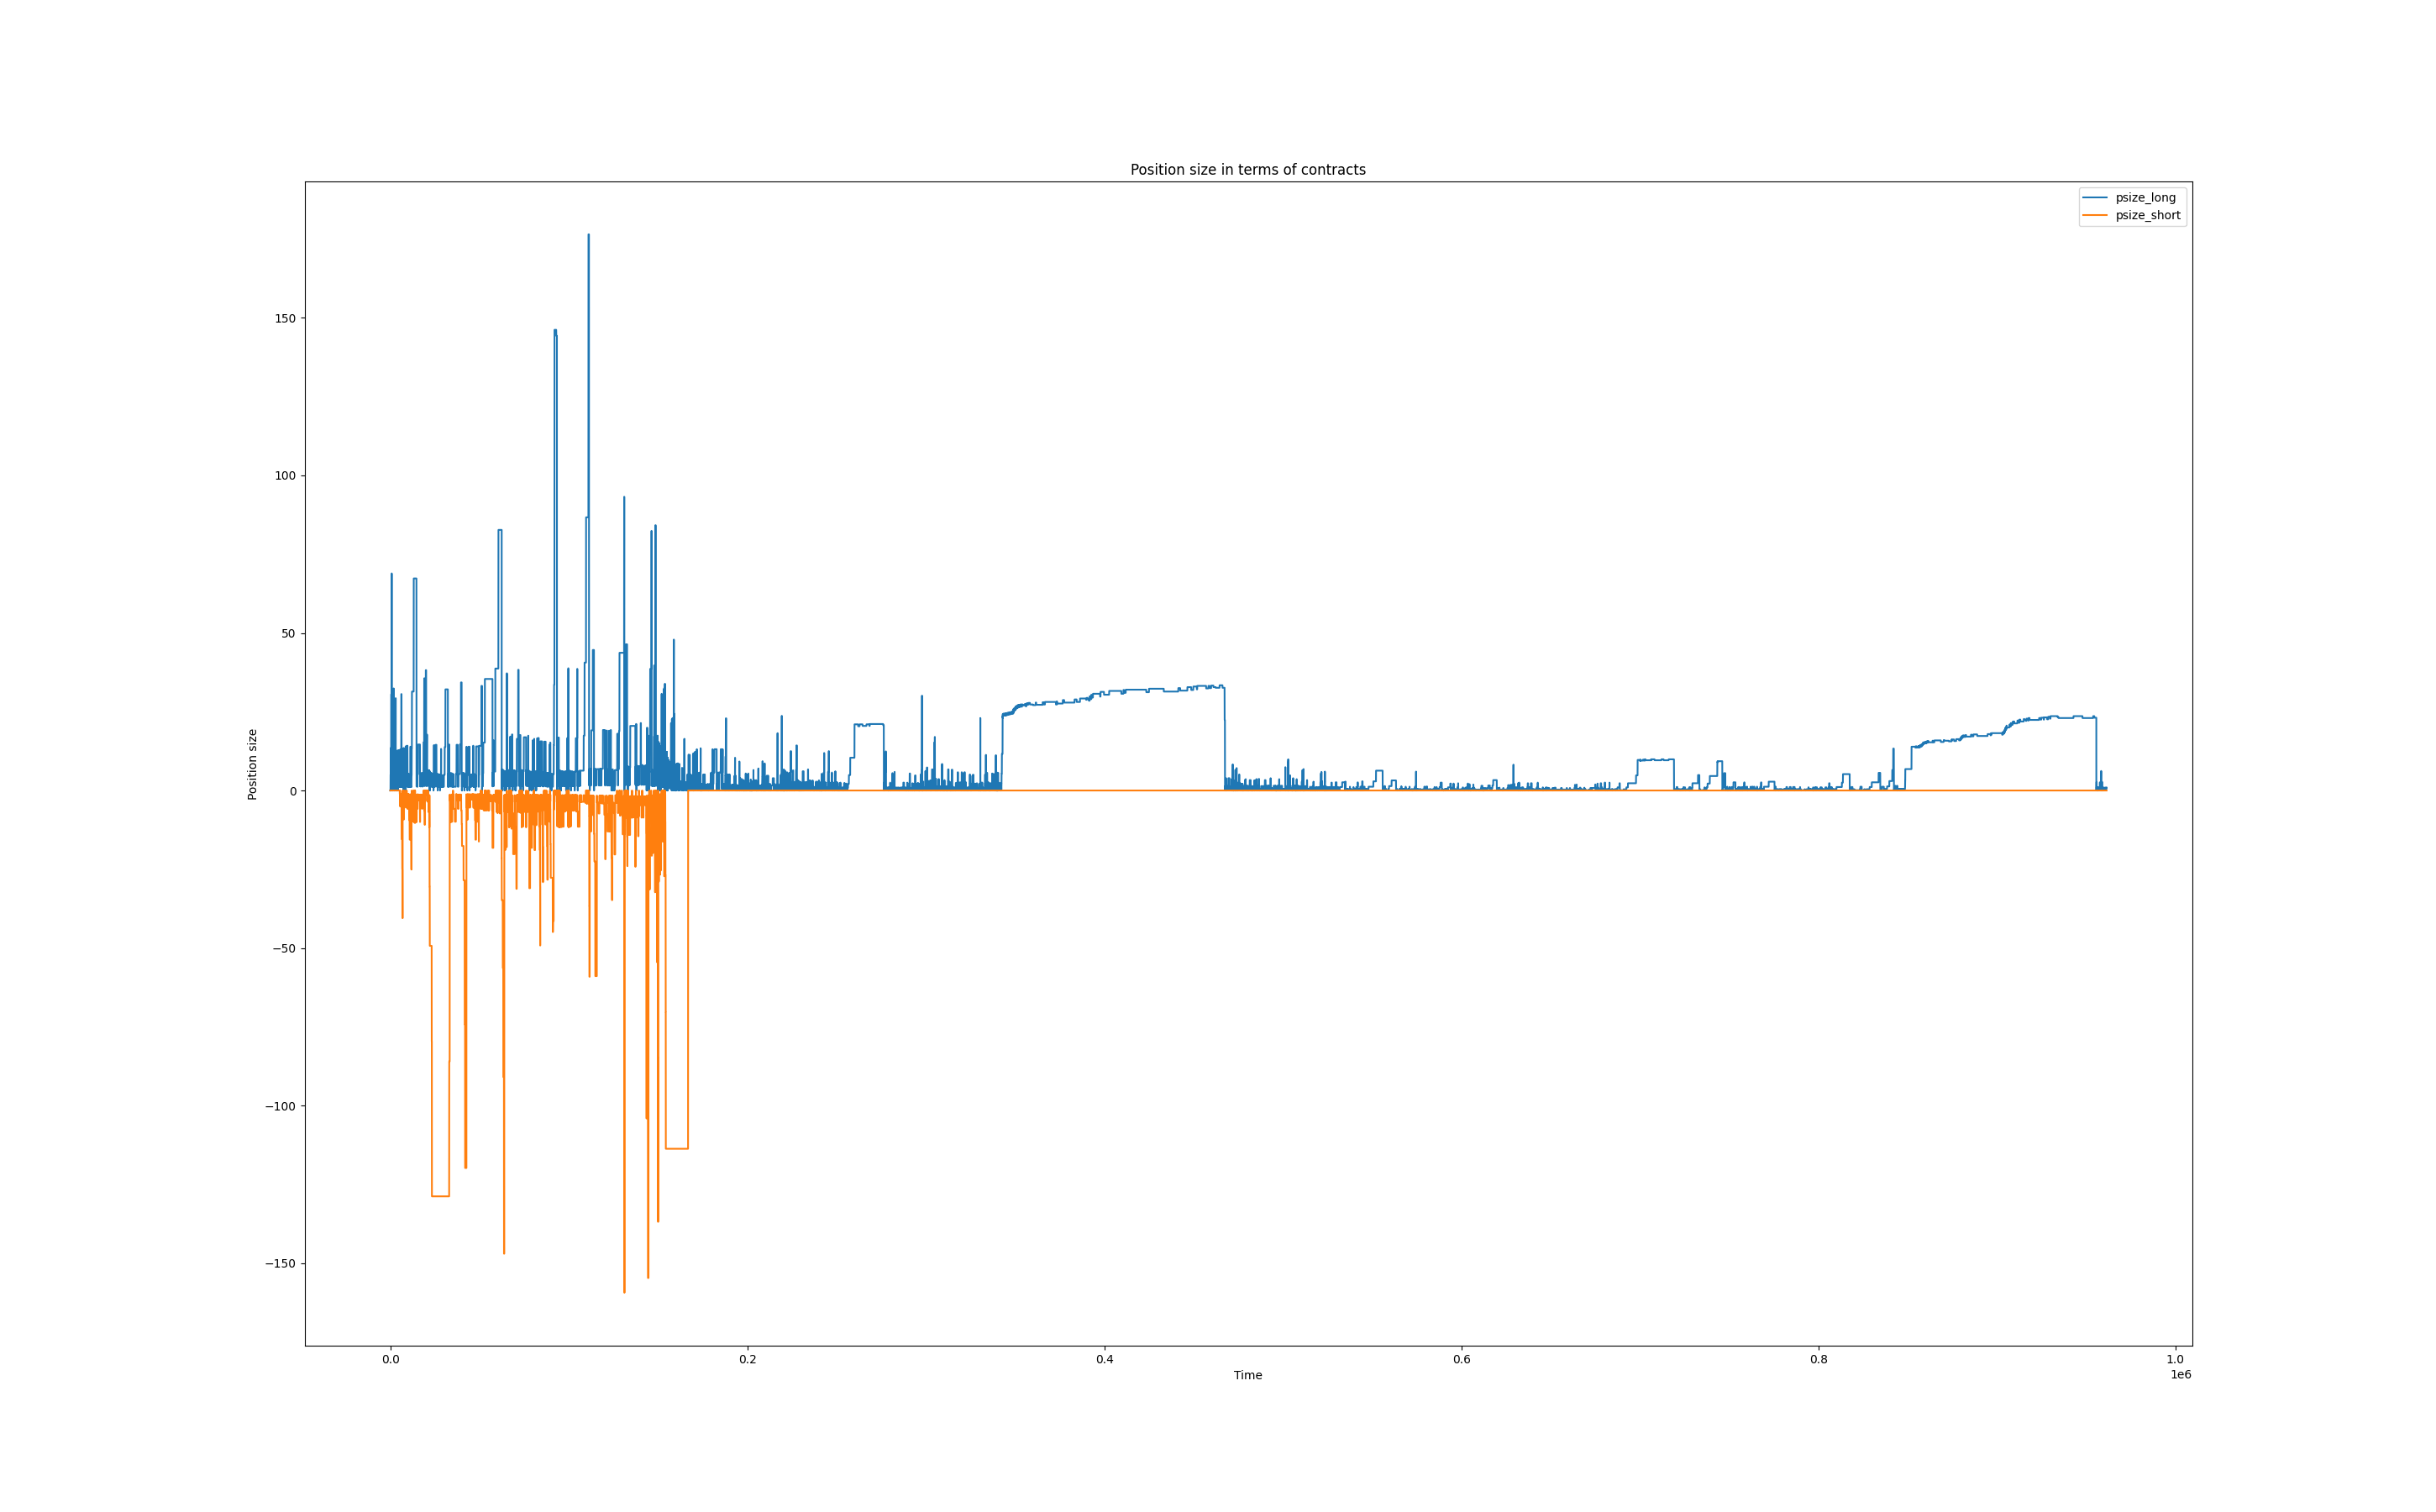 Position size in terms of contracts
psize_long
psize_short
150
100
50
0
−50
−100
−150
Position size
0.0
0.2
0.4
0.6
0.8
1.0
1e6
Time